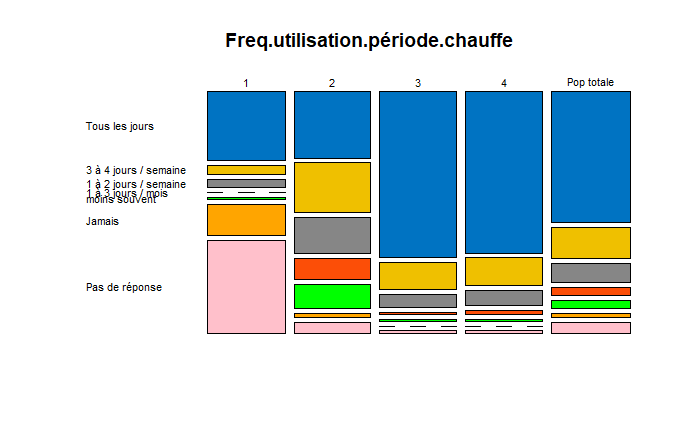 Freq.utilisation.période.chauffe
1 2 3 4 Pop totale
Tous les jours
3 à 4 jours / semaine
1 à 2 jours / semaine
1 à 3 jours / mois
moins souvent
Jamais
Pas de réponse